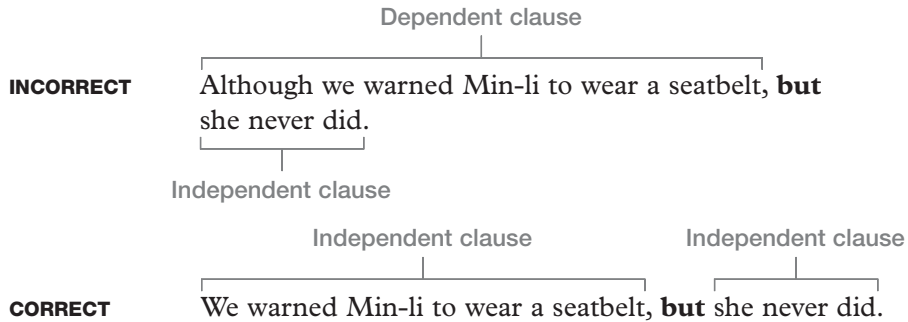 Dependent clause
INCORRECT Although we warned Min-li to wear a seatbelt, but
she never did.
Independent clause
Independent clause Independent clause
CORRECT We warned Min-li to wear a seatbelt, but she never did.